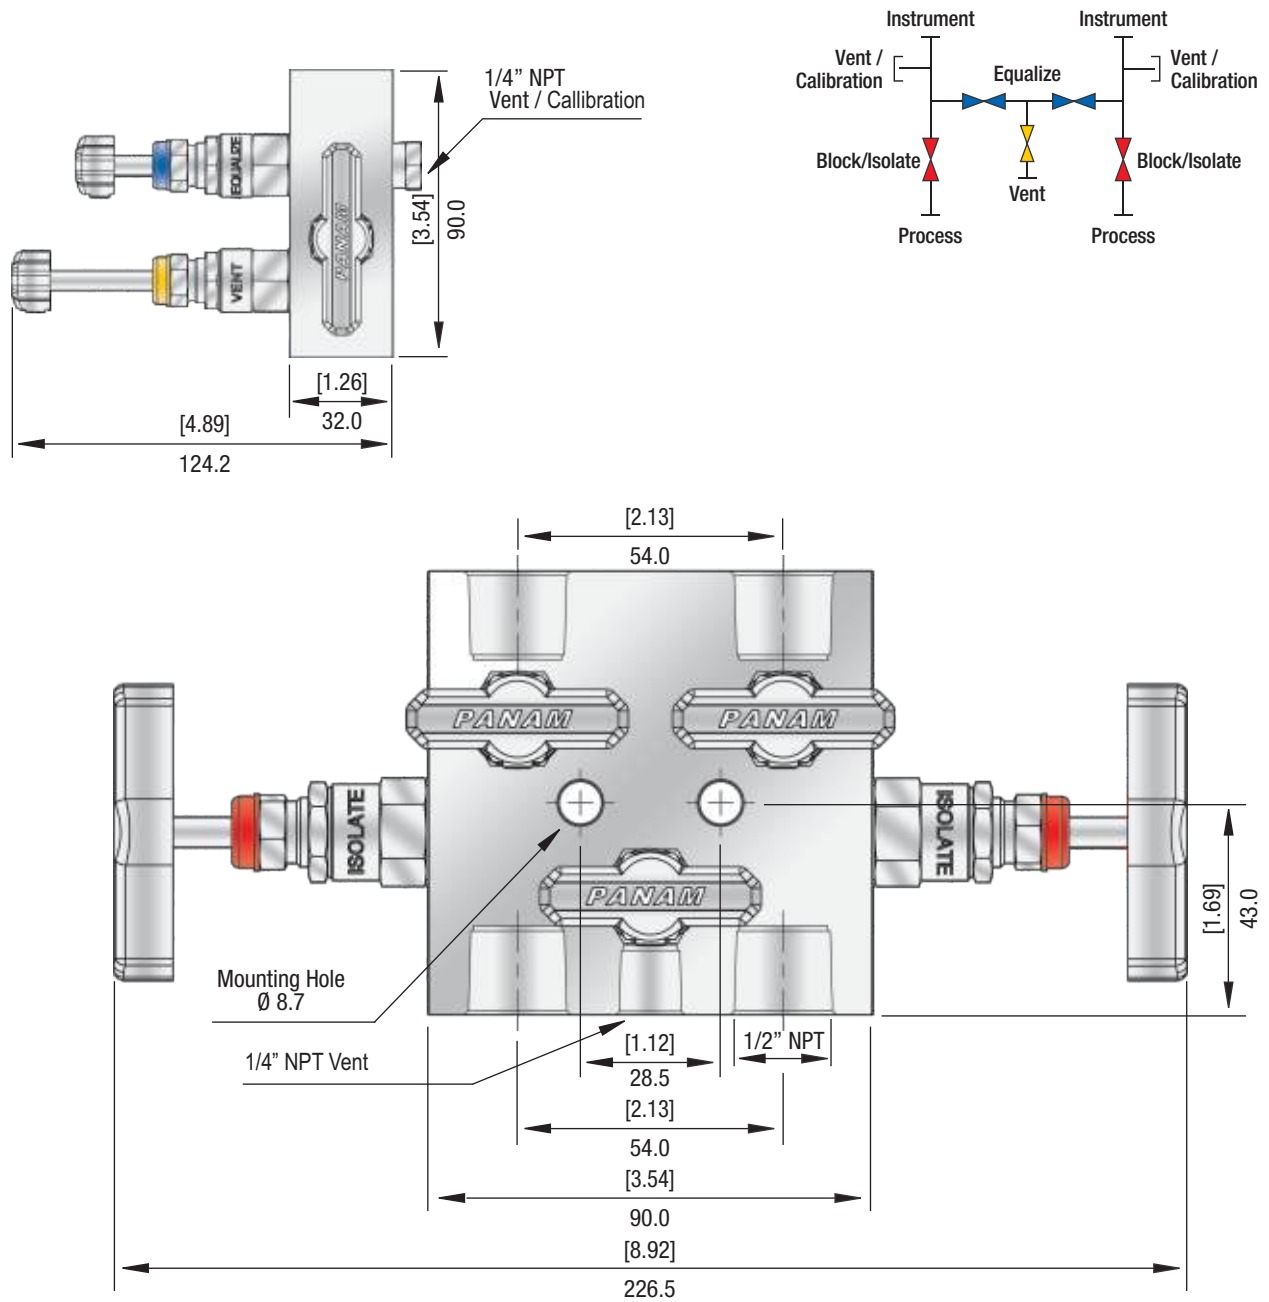 Instrument
Instrument
Vent /
Calibration
Equalize
Vent /
Calibration
Block/Isolate
Block/Isolate
Vent
Process
Process
1/4” NPT
Vent / Callibration
EQUALIZE
VENT
PANAM
[3.54]
90.0
[1.26]
32.0
[4.89]
124.2
[2.13]
54.0
PANAM
PANAM
ISOLATE
ISOLATE
PANAM
[1.69]
43.0
Mounting Hole
Ø 8.7
1/4” NPT Vent
[1.12]
28.5
1/2” NPT
[2.13]
54.0
[3.54]
90.0
[8.92]
226.5